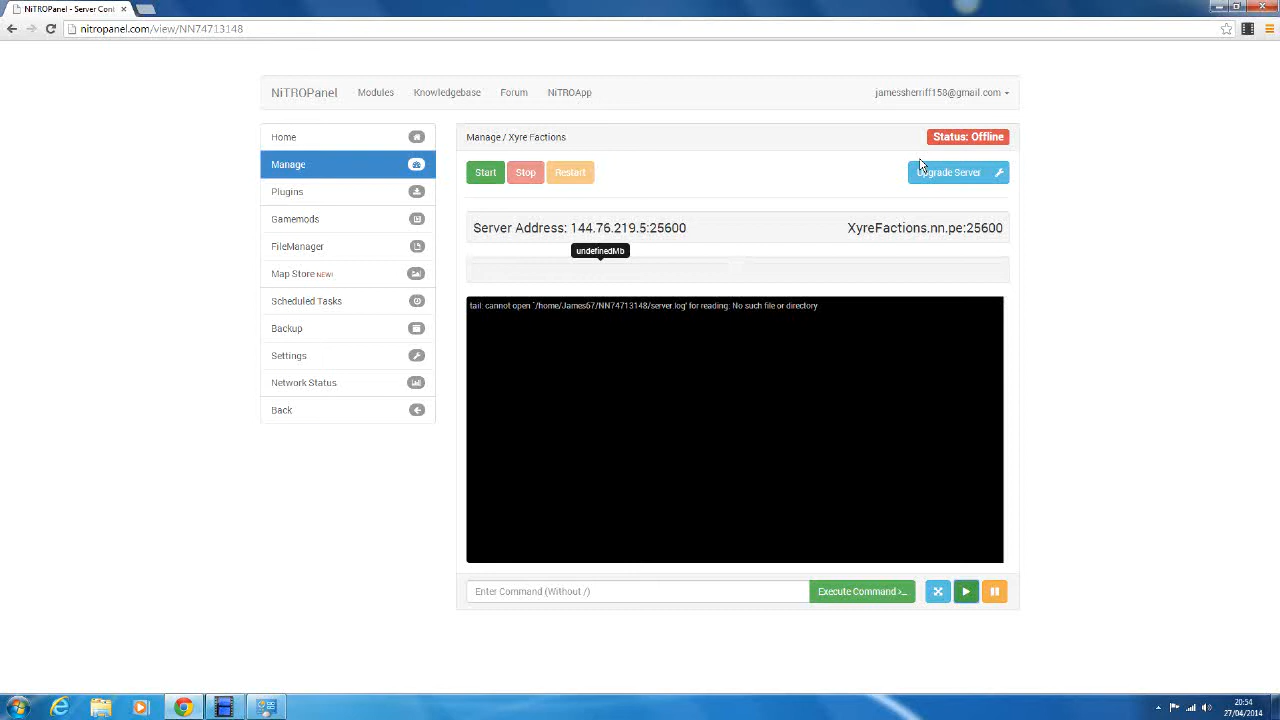 NiTROPanel - Server Cont
nitropanel.com/view/NN74713148
NiTROPanel Modules Knowledgebase Forum NiTROApp jamessherriff158@gmail.com
Home
Manage
Plugins
Gamemods
FileManager
Map Store NEW!
Scheduled Tasks
Backup
Settings
Network Status
Back
Manage / Xyre Factions Status: Offline
Start Stop Restart Upgrade Server
Server Address: 144.76.219.5:25600 XyreFactions.nn.pe:25600
undefinedMb
tail: cannot open `/home/James67/NN74713148/server.log' for reading: No such file or directory
Enter Command (Without /) Execute Command >_
20:54
27/04/2014